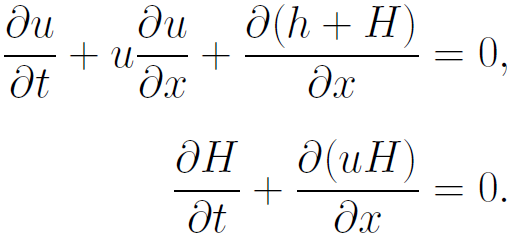 ∂u/∂t + u ∂u/∂x + ∂(h + H)/∂x = 0,
∂H/∂t + ∂(uH)/∂x = 0.